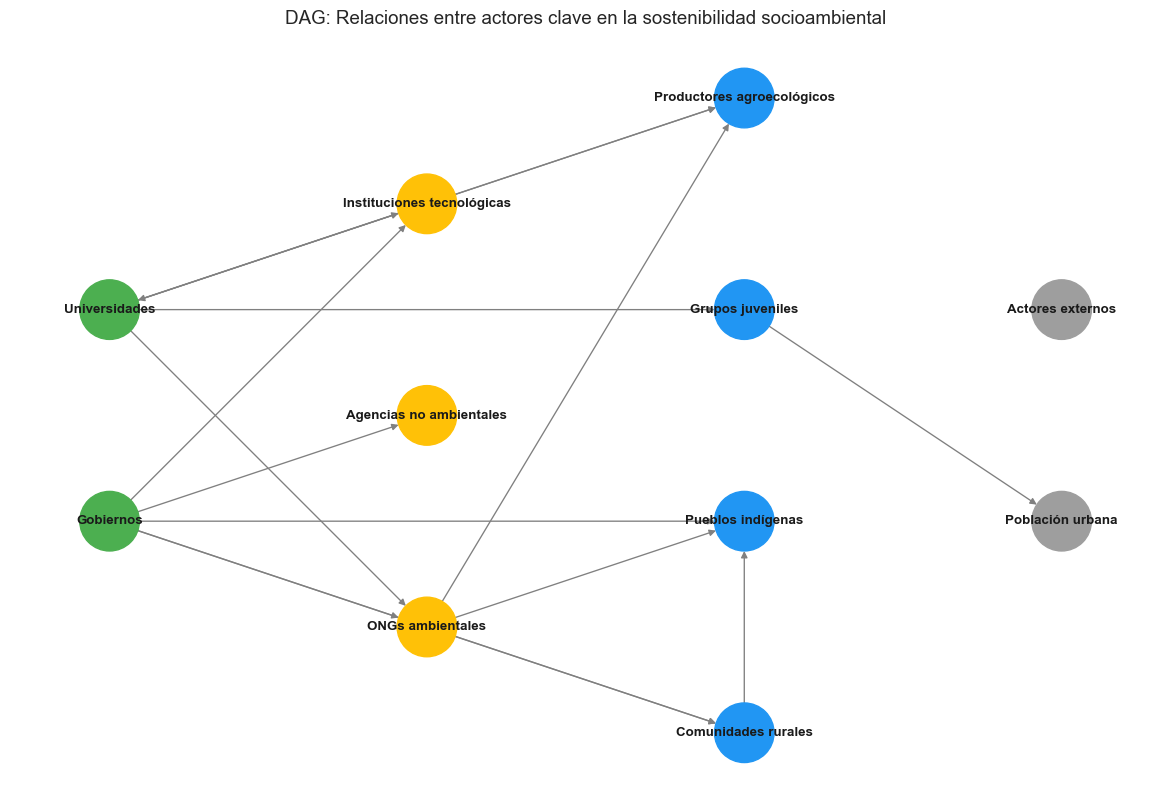 DAG: Relaciones entre actores clave en la sostenibilidad socioambiental
Productores agroecológicos
Instituciones tecnológicas
Universidades
Grupos juveniles
Actores externos
Agencias no ambientales
Gobiernos
Pueblos indígenas
Población urbana
ONGs ambientales
Comunidades rurales